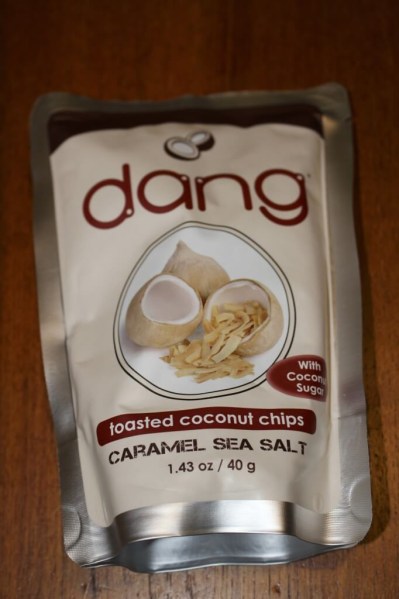 dang
With
Coconut
Sugar
toasted coconut chips
CARAMEL SEA SALT
1.43 oz / 40 g